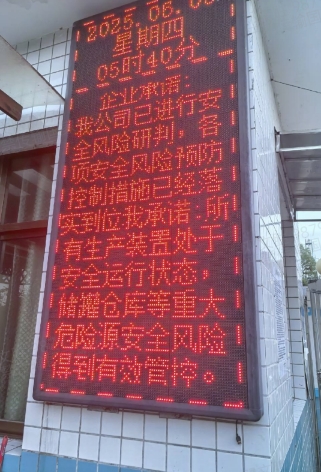 2025.06.05
星期四
05时40分
企业承诺：
我公司已进行安
全风险研判，各
项安全风险预防
控制措施已经落
实到位我承诺：所
有生产装置处于
安全运行状态，
储罐仓库等重大
危险源安全风险
得到有效管控。